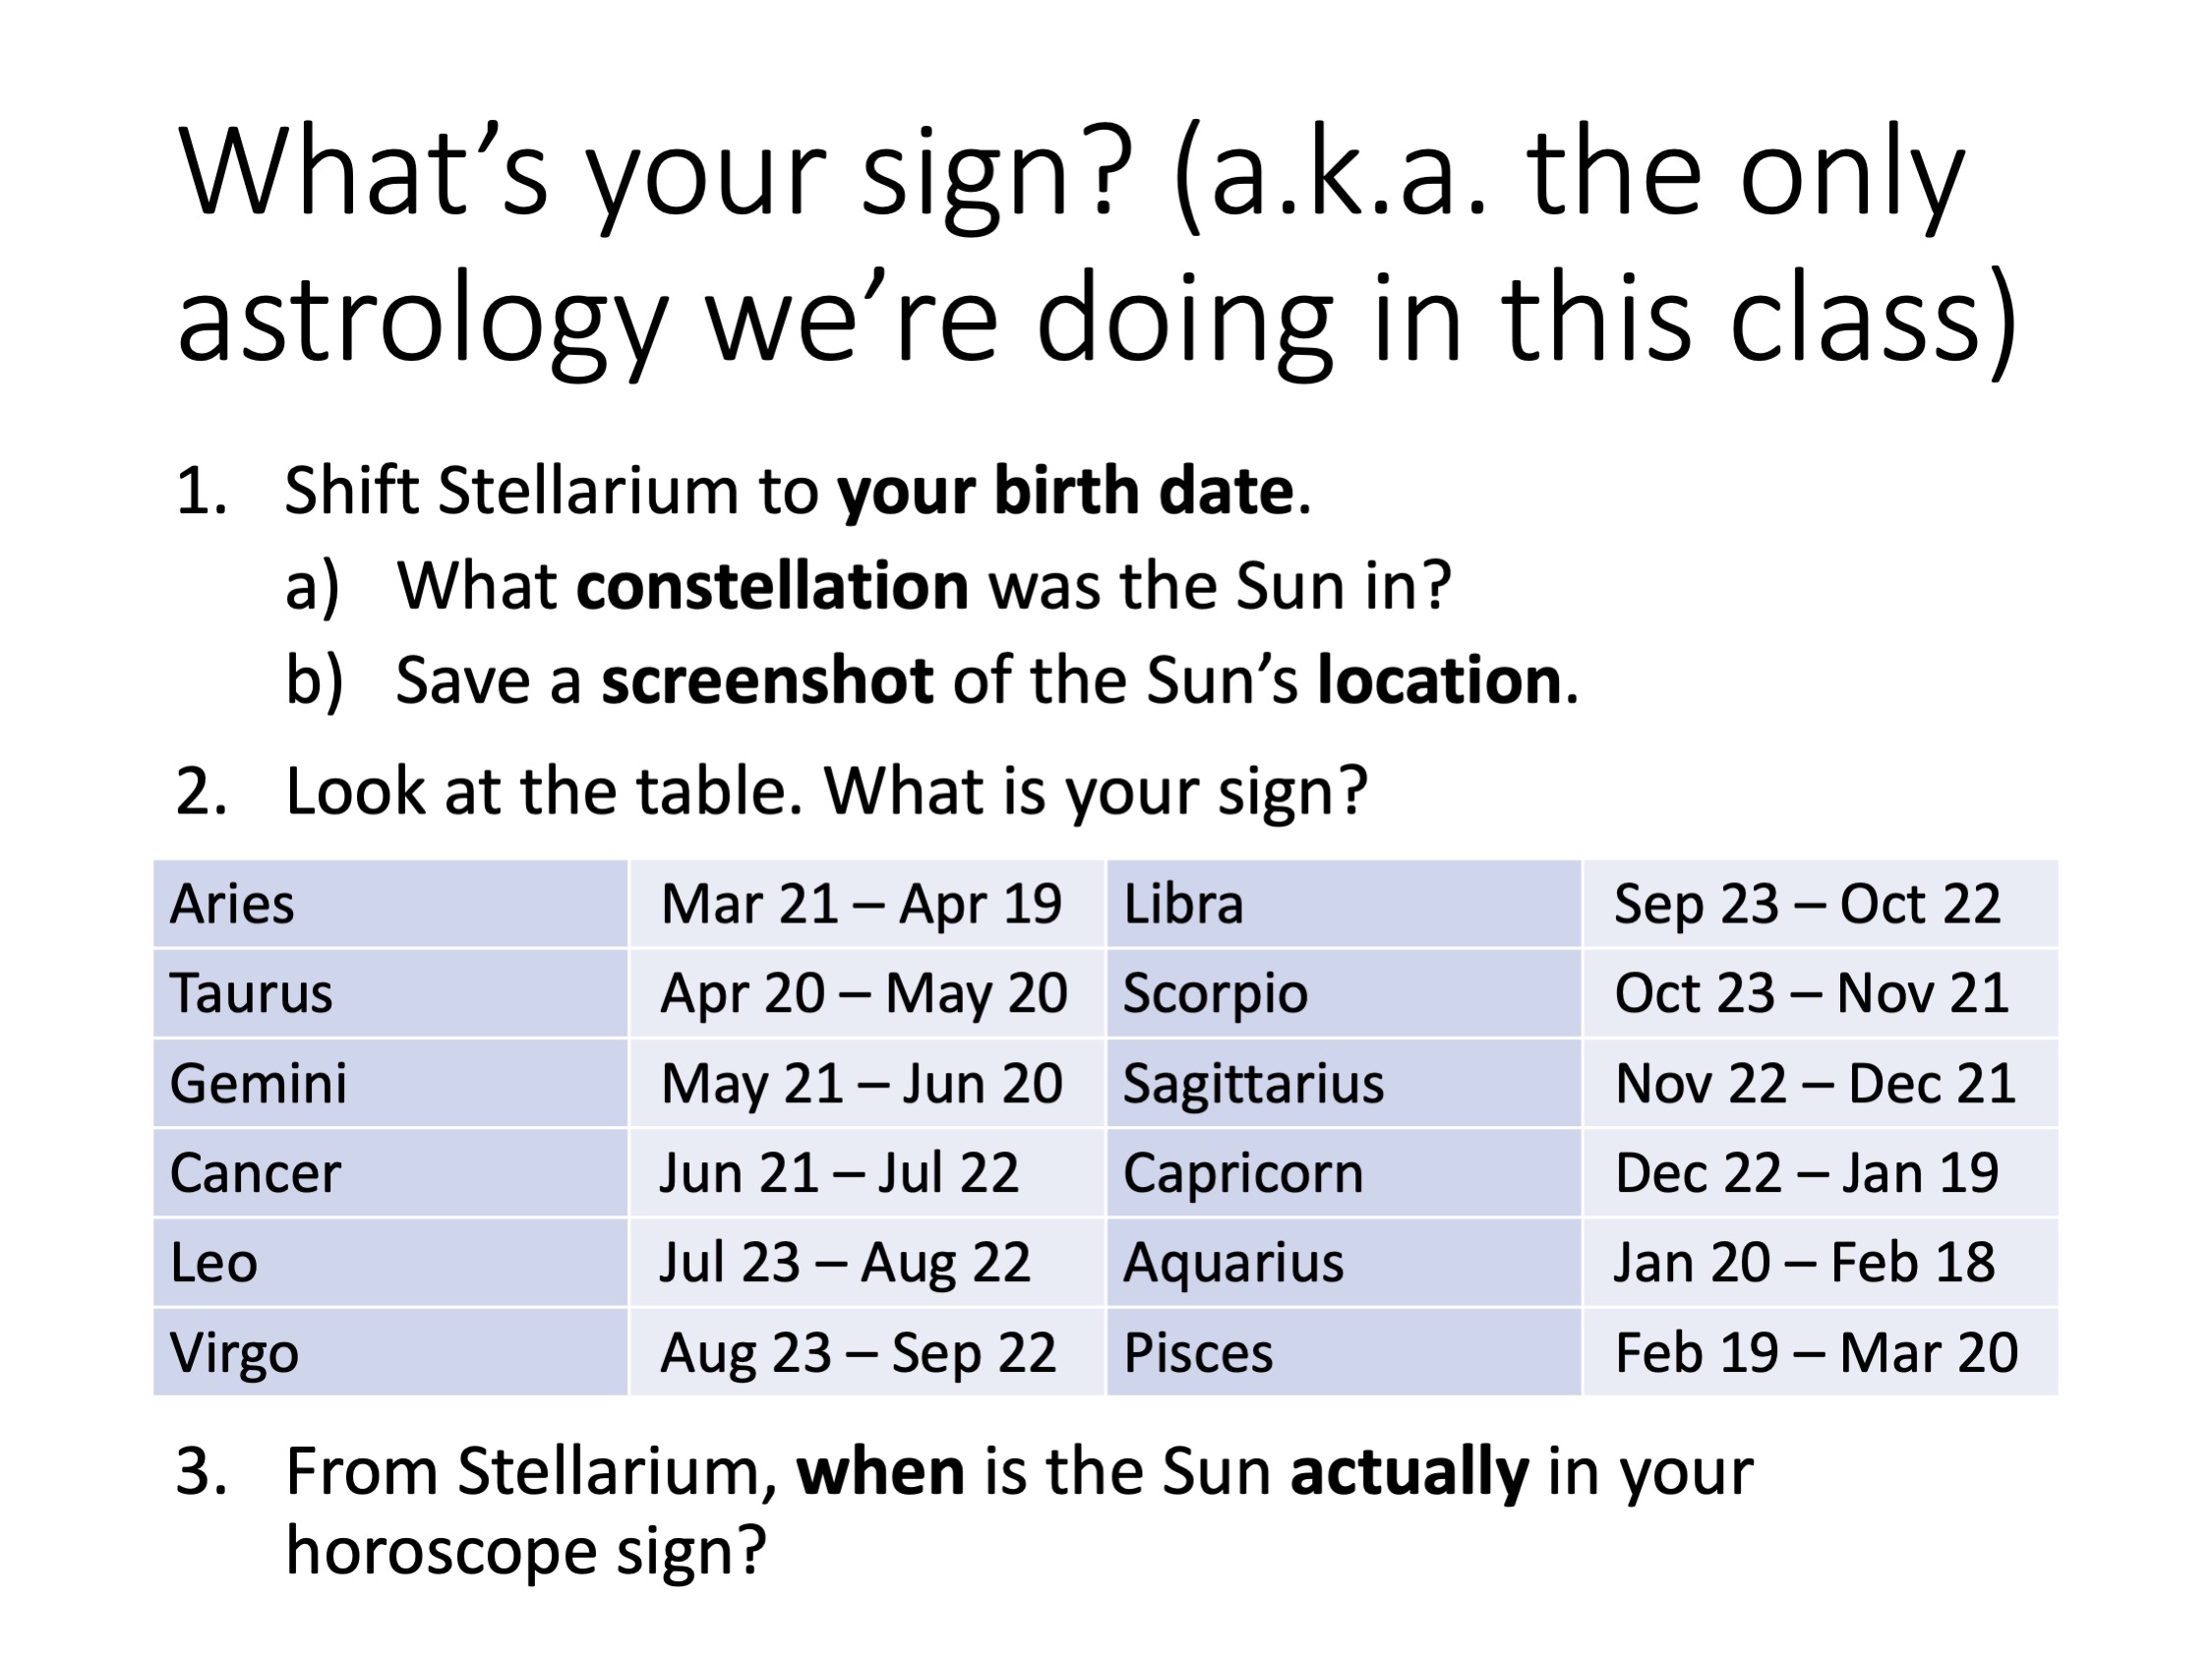 What’s your sign? (a.k.a. the only
astrology we’re doing in this class)
1. Shift Stellarium to your birth date.
a) What constellation was the Sun in?
b) Save a screenshot of the Sun’s location.
2. Look at the table. What is your sign?
Aries Mar 21 – Apr 19 Libra Sep 23 – Oct 22
Taurus Apr 20 – May 20 Scorpio Oct 23 – Nov 21
Gemini May 21 – Jun 20 Sagittarius Nov 22 – Dec 21
Cancer Jun 21 – Jul 22 Capricorn Dec 22 – Jan 19
Leo Jul 23 – Aug 22 Aquarius Jan 20 – Feb 18
Virgo Aug 23 – Sep 22 Pisces Feb 19 – Mar 20
3. From Stellarium, when is the Sun actually in your
horoscope sign?